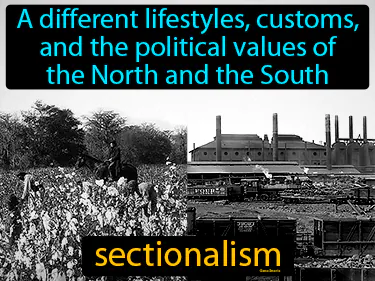 A different lifestyles, customs,
and the political values of
the North and the South
sectionalism